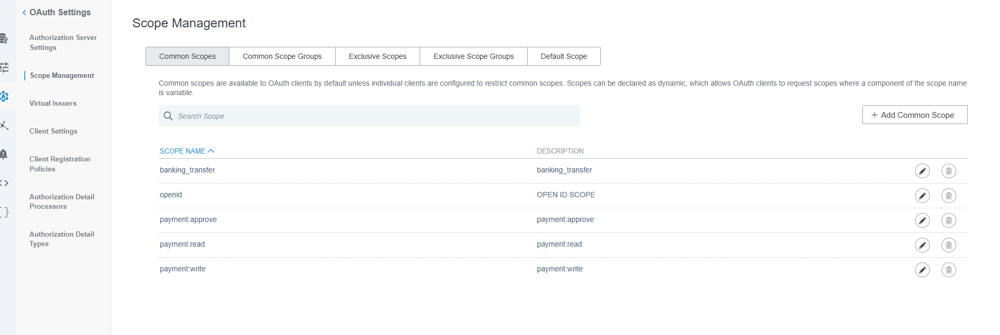 OAuth Settings
Authorization Server
Settings
Scope Management
Virtual Issuers
Client Settings
Client Registration
Policies
Authorization Detail
Processors
Authorization Detail
Types
Scope Management
Common Scopes
Common Scope Groups
Exclusive Scopes
Exclusive Scope Groups
Default Scope
Common scopes are available to OAuth clients by default unless individual clients are configured to restrict common scopes. Scopes can be declared as dynamic, which allows OAuth clients to request scopes where a component of the scope name
is variable.
Search Scope
+ Add Common Scope
SCOPE NAME DESCRIPTION
banking_transfer banking_transfer
openid OPEN ID SCOPE
payment:approve payment:approve
payment:read payment:read
payment:write payment:write